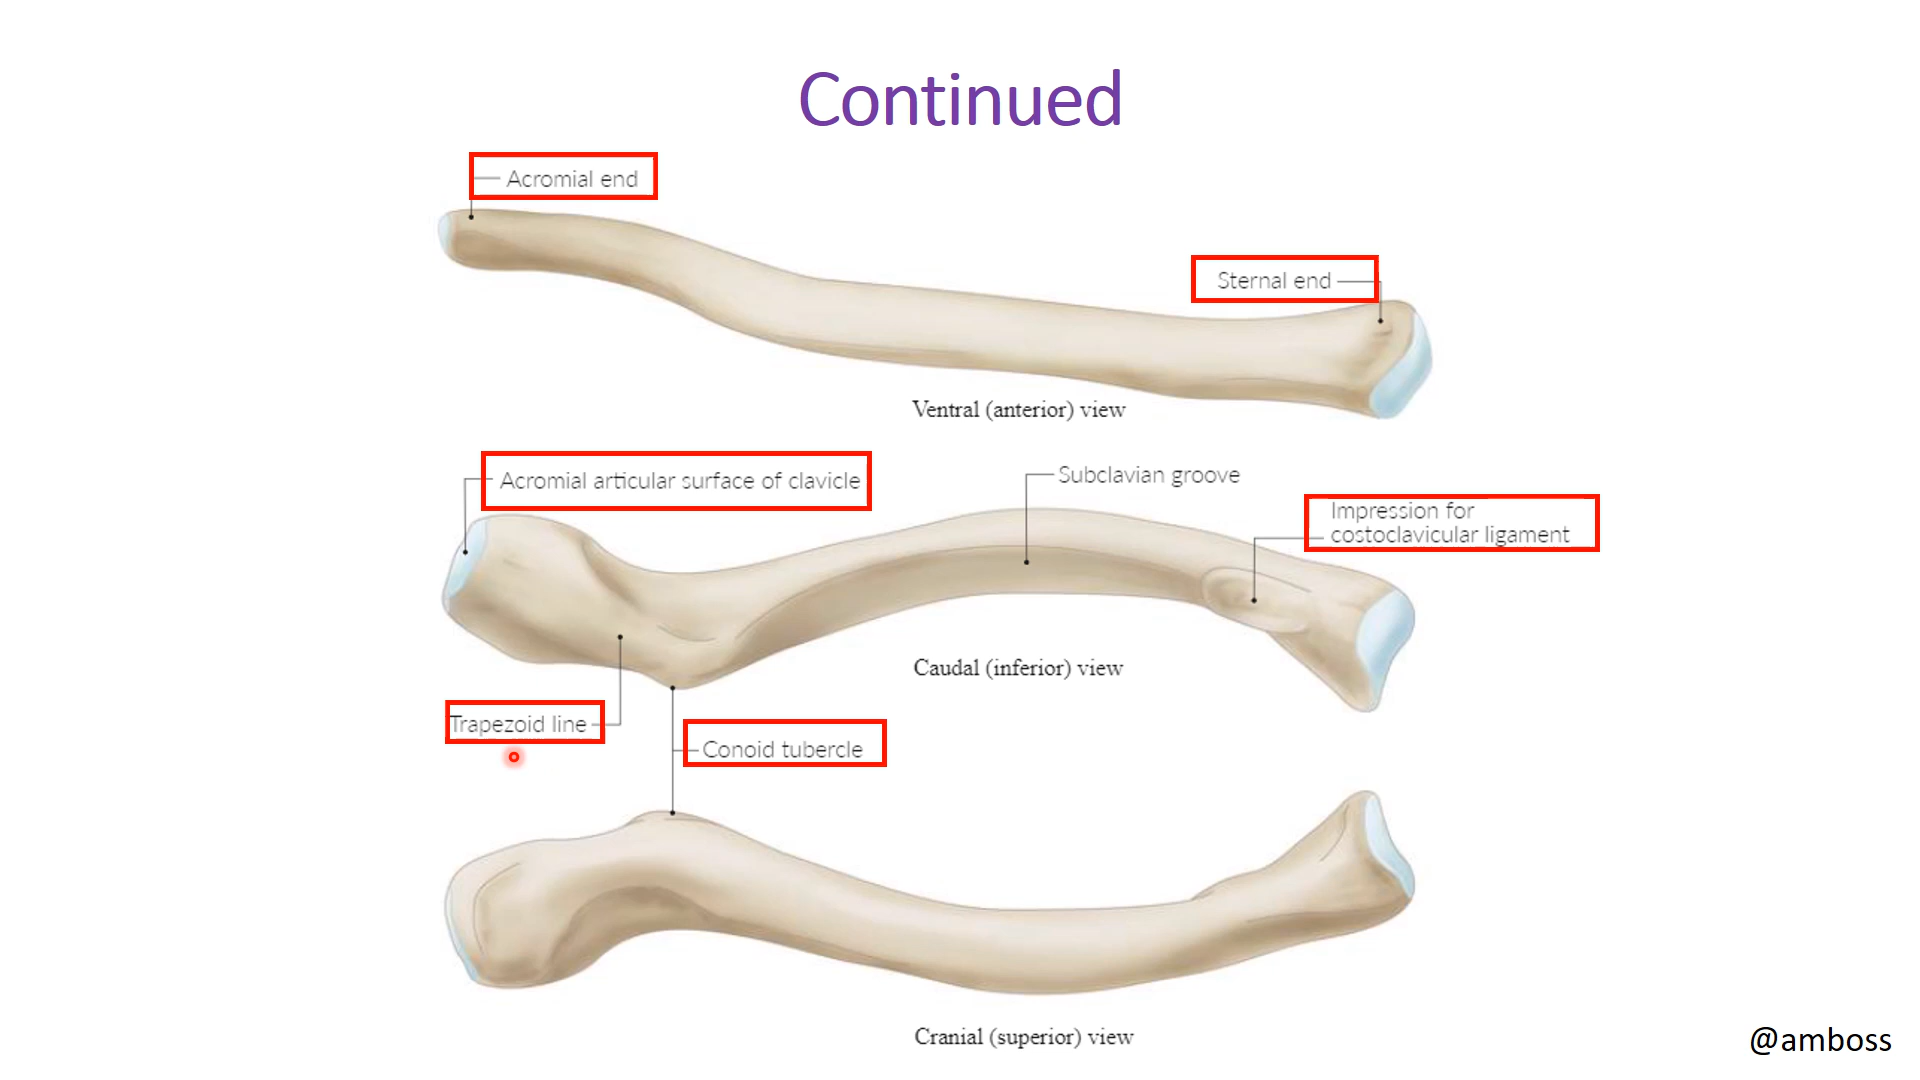 Continued
Acromial end
Sternal end
Ventral (anterior) view
Acromial articular surface of clavicle
Subclavian groove
Impression for
costoclavicular ligament
Caudal (inferior) view
Trapezoid line
Conoid tubercle
Cranial (superior) view
@amboss